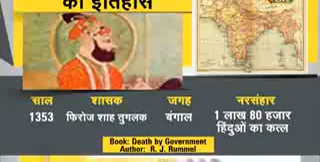 का इतिहास
साल शासक जगह नरसंहार
1353 फिरोज शाह तुगलक बंगाल 1 लाख 80 हजार
हिंदुओं का कत्ल
Book: Death by Government
Author: R. J. Rummel